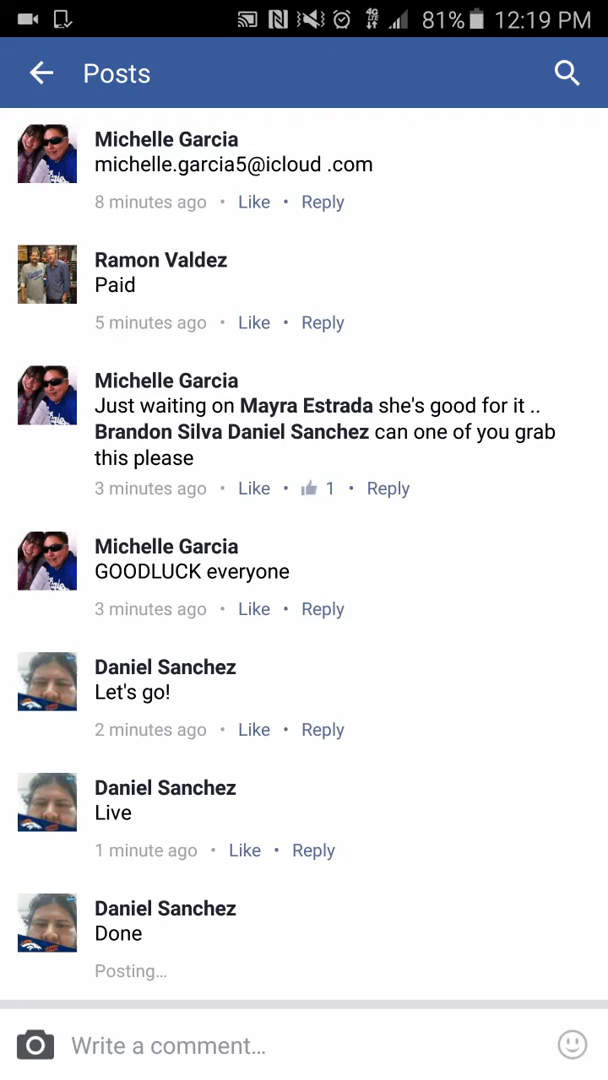 4G LTE 81% 12:19 PM
Posts
Michelle Garcia
michelle.garcia5@icloud .com
8 minutes ago • Like • Reply
Ramon Valdez
Paid
5 minutes ago • Like • Reply
Michelle Garcia
Just waiting on Mayra Estrada she's good for it ..
Brandon Silva Daniel Sanchez can one of you grab
this please
3 minutes ago • Like • 1 • Reply
Michelle Garcia
GOODLUCK everyone
3 minutes ago • Like • Reply
Daniel Sanchez
Let's go!
2 minutes ago • Like • Reply
Daniel Sanchez
Live
1 minute ago • Like • Reply
Daniel Sanchez
Done
Posting...
Write a comment...